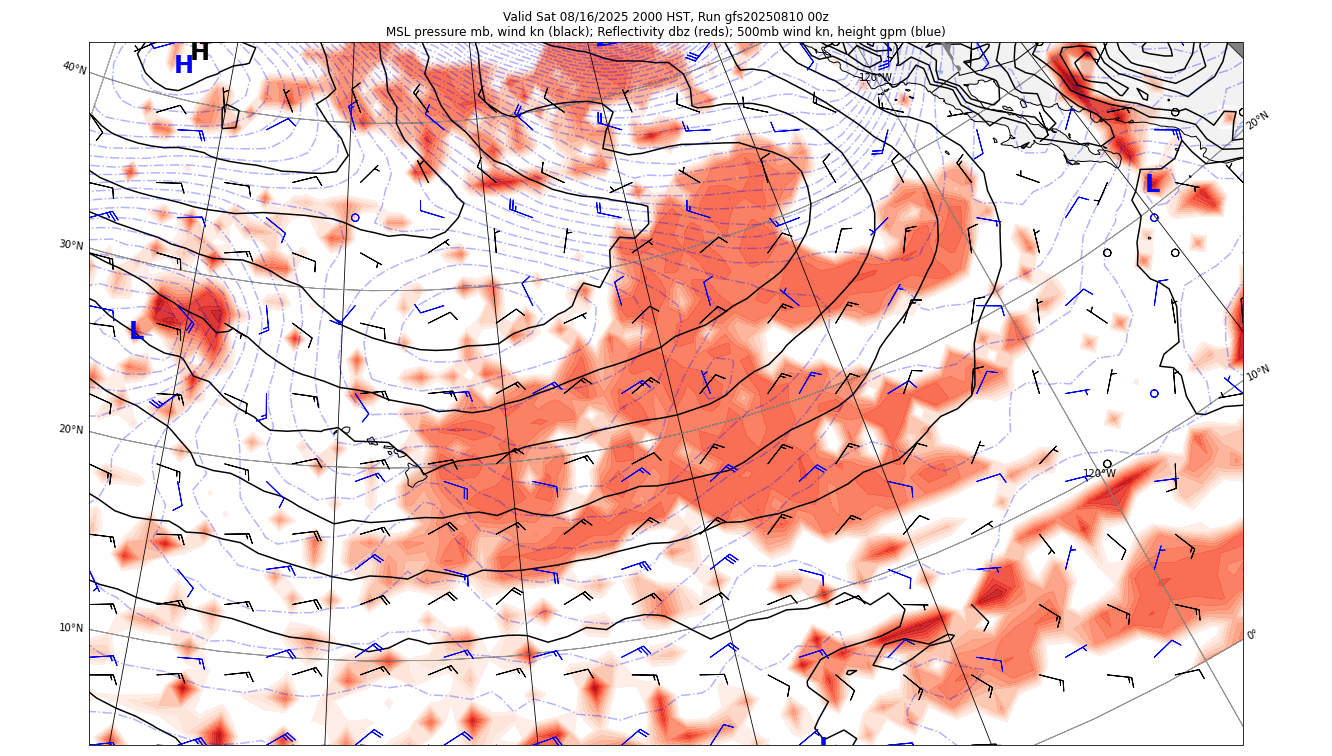 Valid Sat 08/16/2025 2000 HST, Run gfs20250810 00z
MSL pressure mb, wind kn (black); Reflectivity dbz (reds); 500mb wind kn, height gpm (blue)
H
H
40°N
120°W
20°N
L
30°N
L
10°N
20°N
120°W
10°N
0°
L